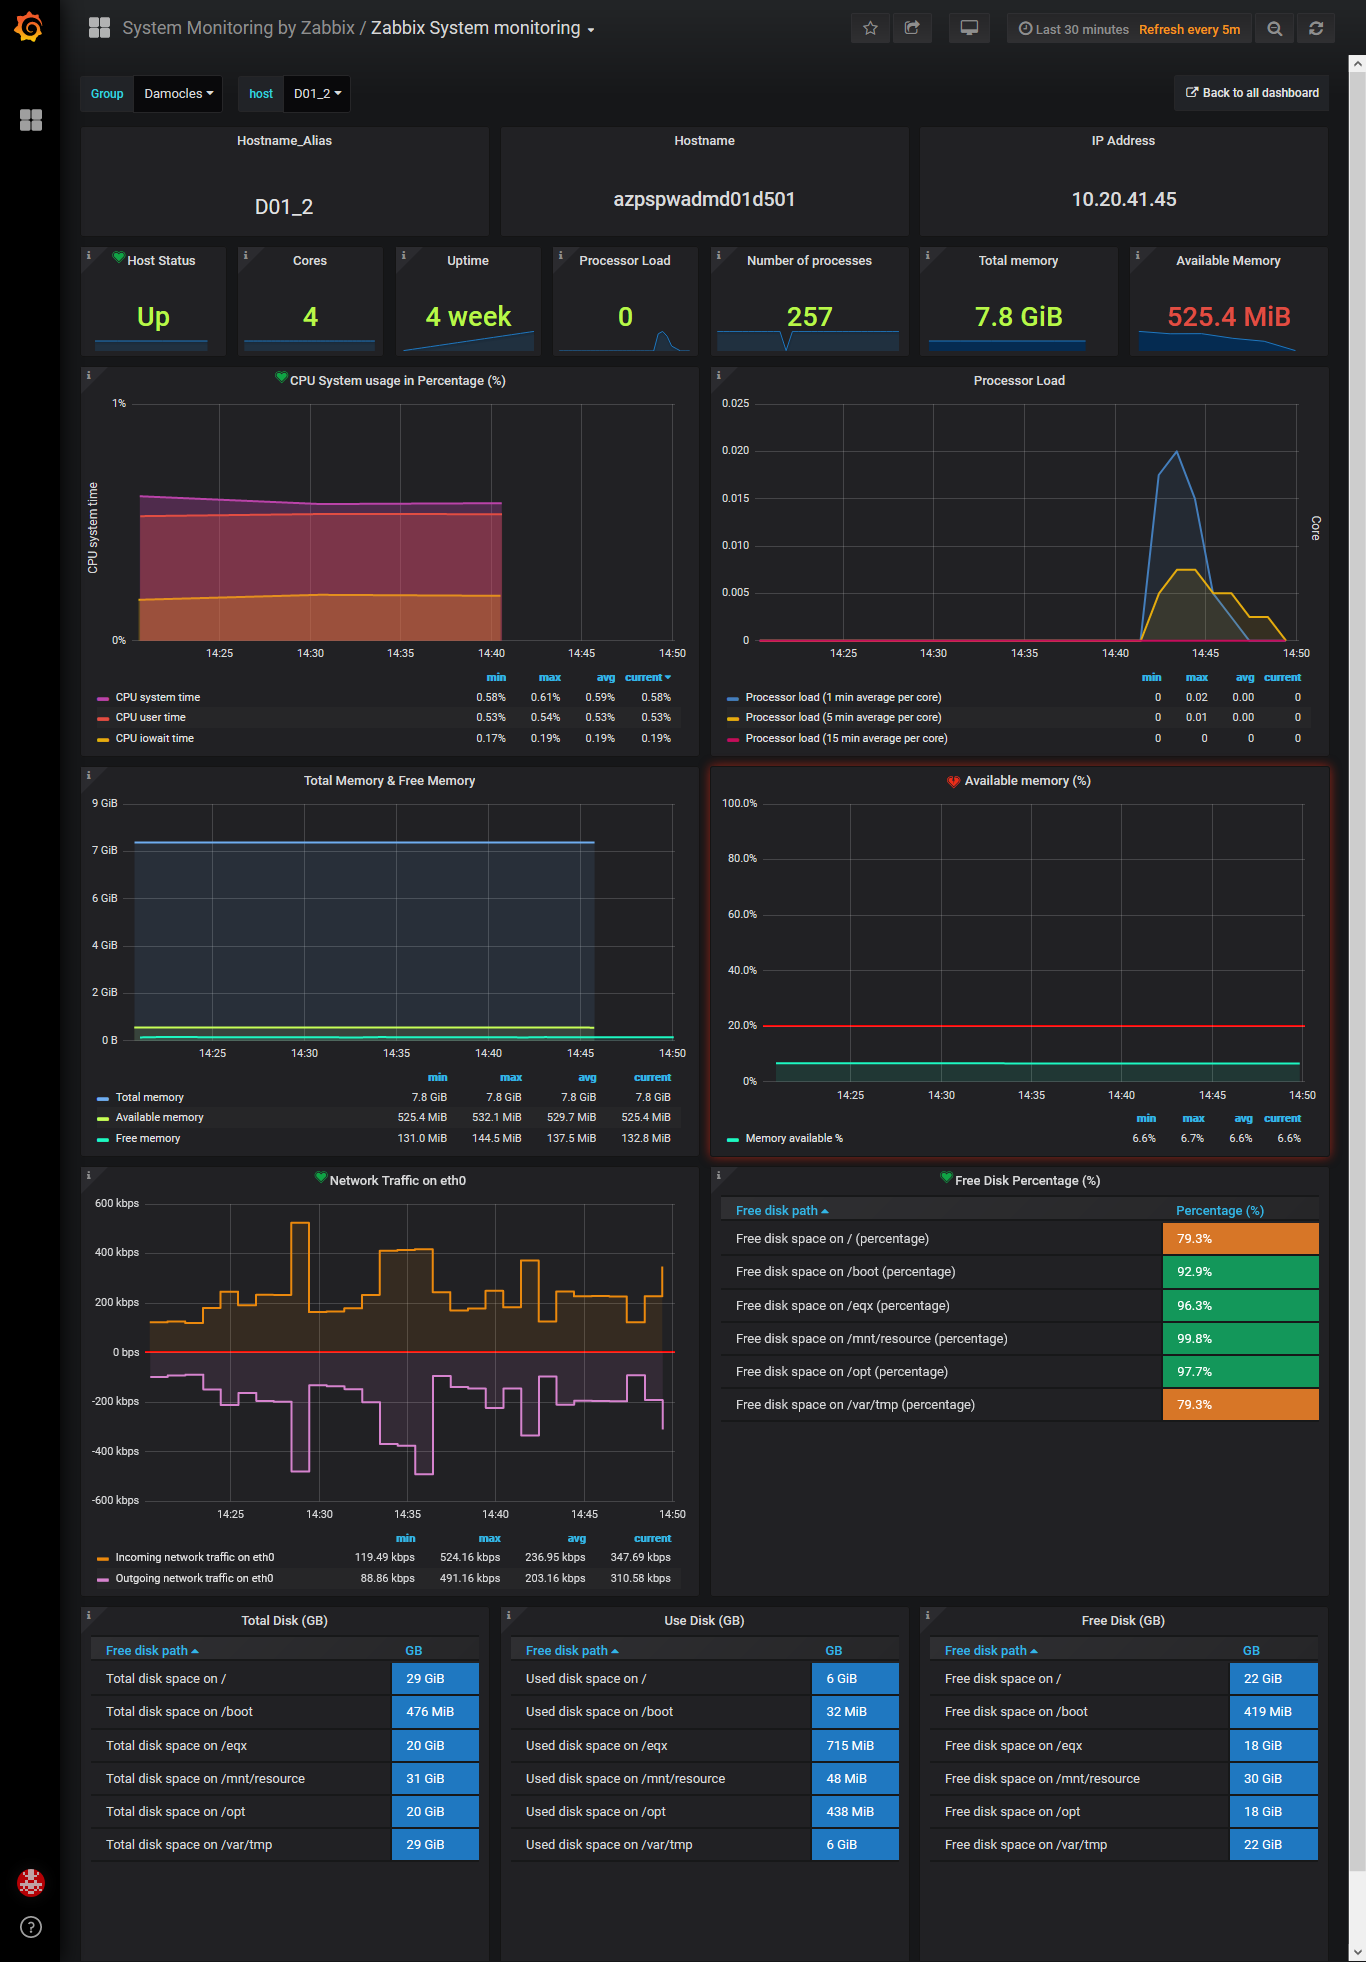 System Monitoring by Zabbix / Zabbix System monitoring
Last 30 minutes Refresh every 5m
Group Damocles host D01_2 Back to all dashboard
Hostname_Alias
D01_2
Hostname
azpspwadmd01d501
IP Address
10.20.41.45
Host Status
Up
Cores
4
Uptime
4 week
Processor Load
0
Number of processes
257
Total memory
7.8 GiB
Available Memory
525.4 MiB
CPU System usage in Percentage (%)
CPU system time
1%
0%
14:25 14:30 14:35 14:40 14:45 14:50
min max avg current
CPU system time 0.58% 0.61% 0.59% 0.58%
CPU user time 0.53% 0.54% 0.53% 0.53%
CPU iowait time 0.17% 0.19% 0.19% 0.19%
Processor Load
0.025
0.020
0.015
0.010
0.005
0
Core
14:25 14:30 14:35 14:40 14:45 14:50
min max avg current
Processor load (1 min average per core) 0 0.02 0.00 0
Processor load (5 min average per core) 0 0.01 0.00 0
Processor load (15 min average per core) 0 0 0 0
Total Memory & Free Memory
9 GiB
7 GiB
6 GiB
4 GiB
2 GiB
0 B
14:25 14:30 14:35 14:40 14:45 14:50
min max avg current
Total memory 7.8 GiB 7.8 GiB 7.8 GiB 7.8 GiB
Available memory 525.4 MiB 532.1 MiB 529.7 MiB 525.4 MiB
Free memory 131.0 MiB 144.5 MiB 137.5 MiB 132.8 MiB
Available memory (%)
100.0%
80.0%
60.0%
40.0%
20.0%
0%
14:25 14:30 14:35 14:40 14:45 14:50
min max avg current
Memory available % 6.6% 6.7% 6.6% 6.6%
Network Traffic on eth0
600 kbps
400 kbps
200 kbps
0 bps
-200 kbps
-400 kbps
-600 kbps
14:25 14:30 14:35 14:40 14:45 14:50
min max avg current
Incoming network traffic on eth0 119.49 kbps 524.16 kbps 236.95 kbps 347.69 kbps
Outgoing network traffic on eth0 88.86 kbps 491.16 kbps 203.16 kbps 310.58 kbps
Free Disk Percentage (%)
Free disk path Percentage (%)
Free disk space on / (percentage) 79.3%
Free disk space on /boot (percentage) 92.9%
Free disk space on /eqx (percentage) 96.3%
Free disk space on /mnt/resource (percentage) 99.8%
Free disk space on /opt (percentage) 97.7%
Free disk space on /var/tmp (percentage) 79.3%
Total Disk (GB)
Free disk path GB
Total disk space on / 29 GiB
Total disk space on /boot 476 MiB
Total disk space on /eqx 20 GiB
Total disk space on /mnt/resource 31 GiB
Total disk space on /opt 20 GiB
Total disk space on /var/tmp 29 GiB
Use Disk (GB)
Free disk path GB
Used disk space on / 6 GiB
Used disk space on /boot 32 MiB
Used disk space on /eqx 715 MiB
Used disk space on /mnt/resource 48 MiB
Used disk space on /opt 438 MiB
Used disk space on /var/tmp 6 GiB
Free Disk (GB)
Free disk path GB
Free disk space on / 22 GiB
Free disk space on /boot 419 MiB
Free disk space on /eqx 18 GiB
Free disk space on /mnt/resource 30 GiB
Free disk space on /opt 18 GiB
Free disk space on /var/tmp 22 GiB